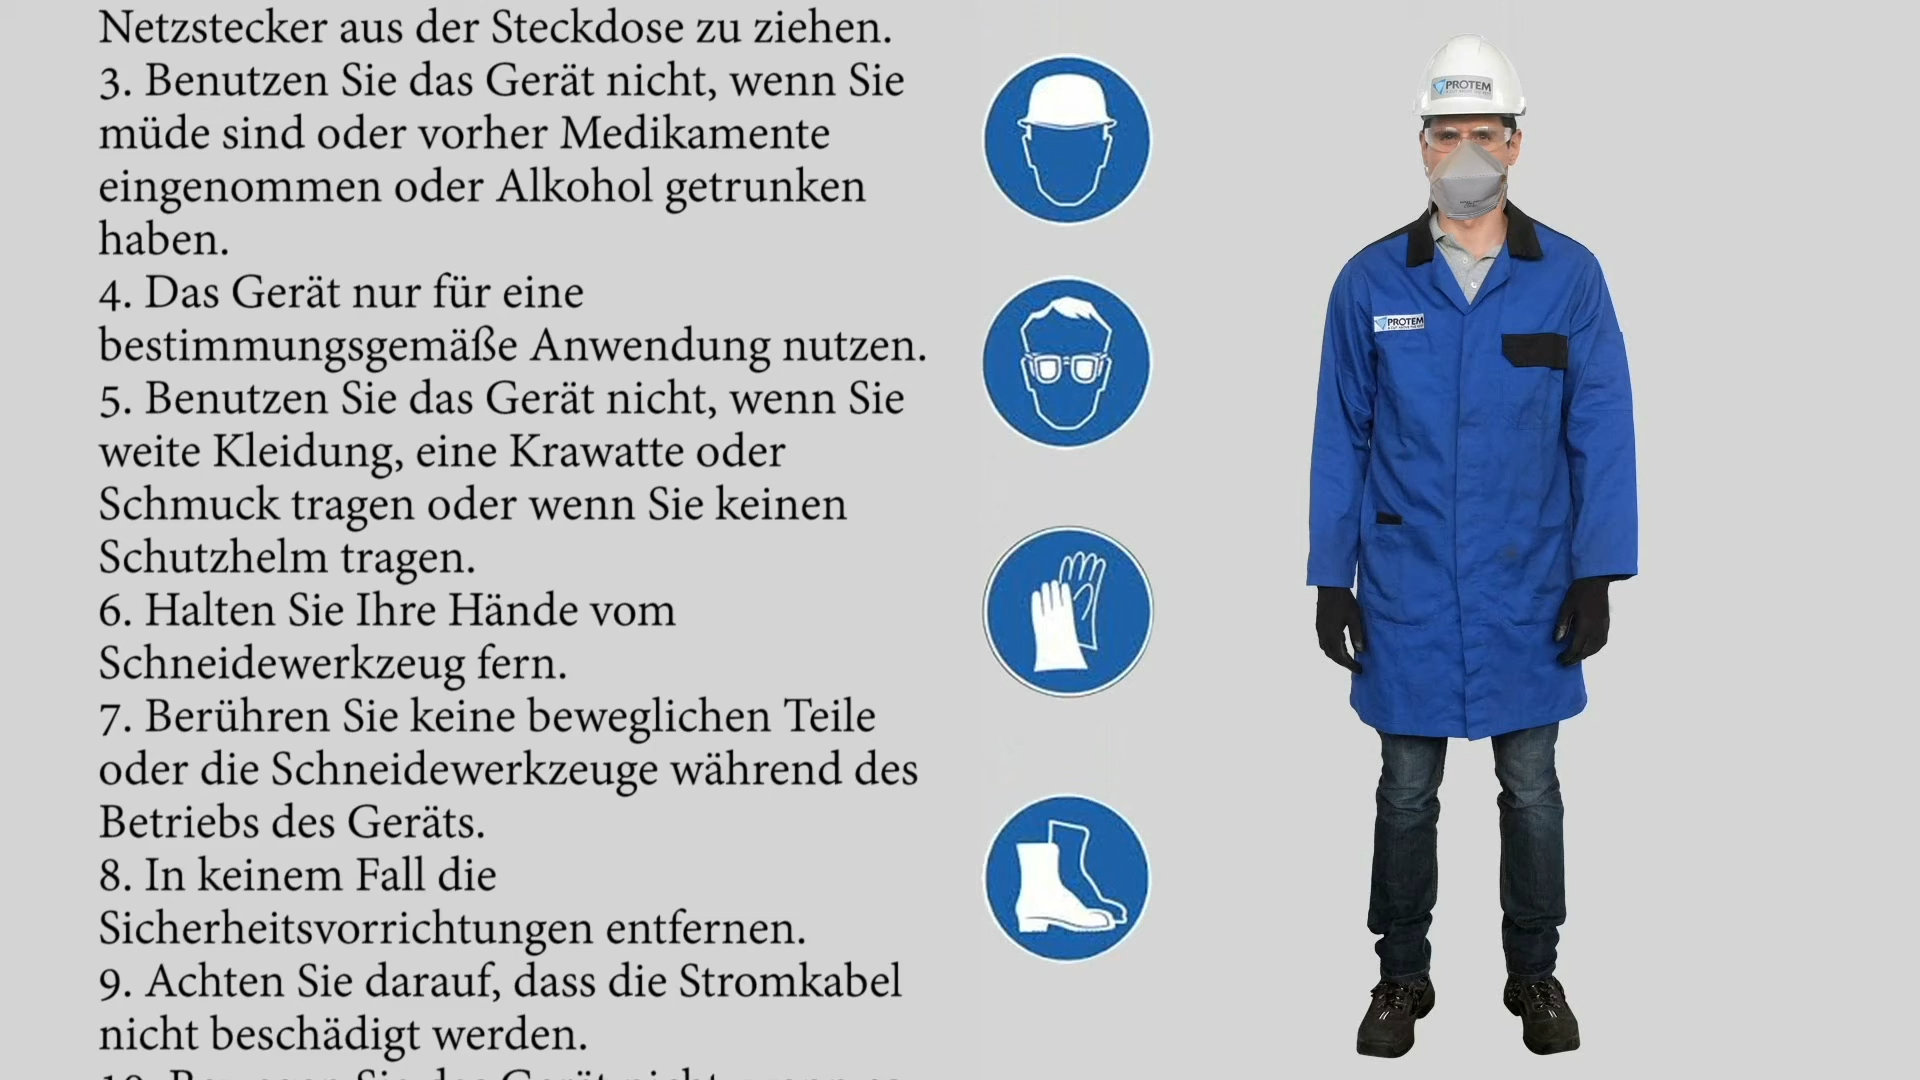 Netzstecker aus der Steckdose zu ziehen.
3. Benutzen Sie das Gerät nicht, wenn Sie
müde sind oder vorher Medikamente
eingenommen oder Alkohol getrunken
haben.
4. Das Gerät nur für eine
bestimmungsgemäße Anwendung nutzen.
5. Benutzen Sie das Gerät nicht, wenn Sie
weite Kleidung, eine Krawatte oder
Schmuck tragen oder wenn Sie keinen
Schutzhelm tragen.
6. Halten Sie Ihre Hände vom
Schneidewerkzeug fern.
7. Berühren Sie keine beweglichen Teile
oder die Schneidewerkzeuge während des
Betriebs des Geräts.
8. In keinem Fall die
Sicherheitsvorrichtungen entfernen.
9. Achten Sie darauf, dass die Stromkabel
nicht beschädigt werden.
PROTEM
PROTEM